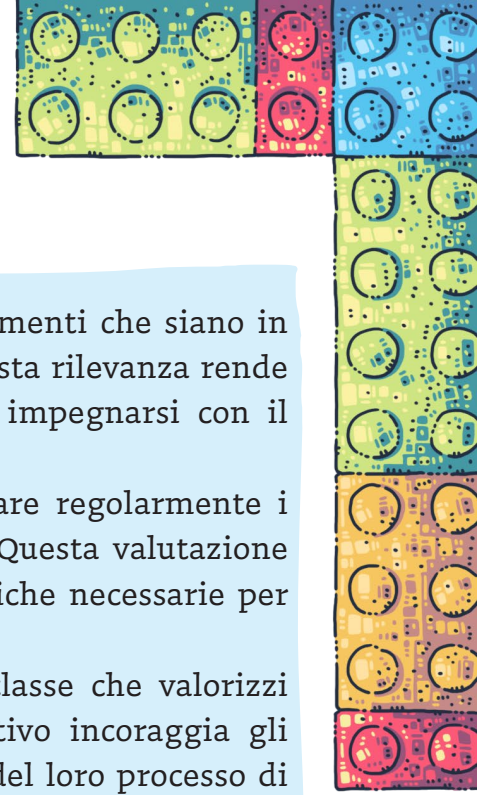 menti che siano in
sta rilevanza rende
impegnarsi con il
are regolarmente i
Questa valutazione
iche necessarie per
classe che valorizzi
tivo incoraggia gli
del loro processo di